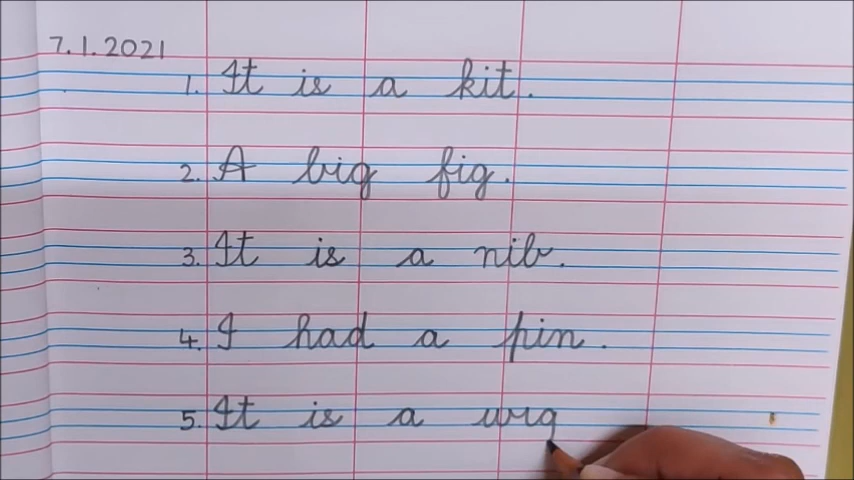 7.1.2021
1. It is a kit.
2. A big fig.
3. It is a nib.
4. I had a pin.
5. It is a wig